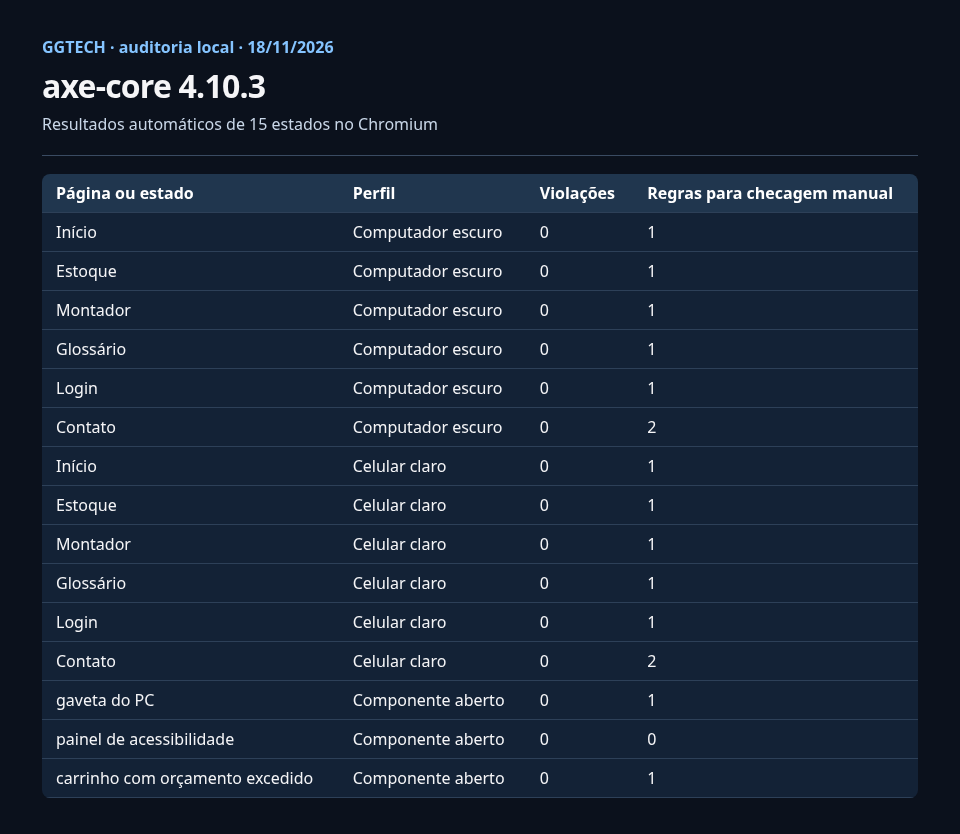 GGTECH · auditoria local · 18/11/2026
axe-core 4.10.3
Resultados automáticos de 15 estados no Chromium
Página ou estado Perfil Violações Regras para checagem manual
Início Computador escuro 0 1
Estoque Computador escuro 0 1
Montador Computador escuro 0 1
Glossário Computador escuro 0 1
Login Computador escuro 0 1
Contato Computador escuro 0 2
Início Celular claro 0 1
Estoque Celular claro 0 1
Montador Celular claro 0 1
Glossário Celular claro 0 1
Login Celular claro 0 1
Contato Celular claro 0 2
gaveta do PC Componente aberto 0 1
painel de acessibilidade Componente aberto 0 0
carrinho com orçamento excedido Componente aberto 0 1